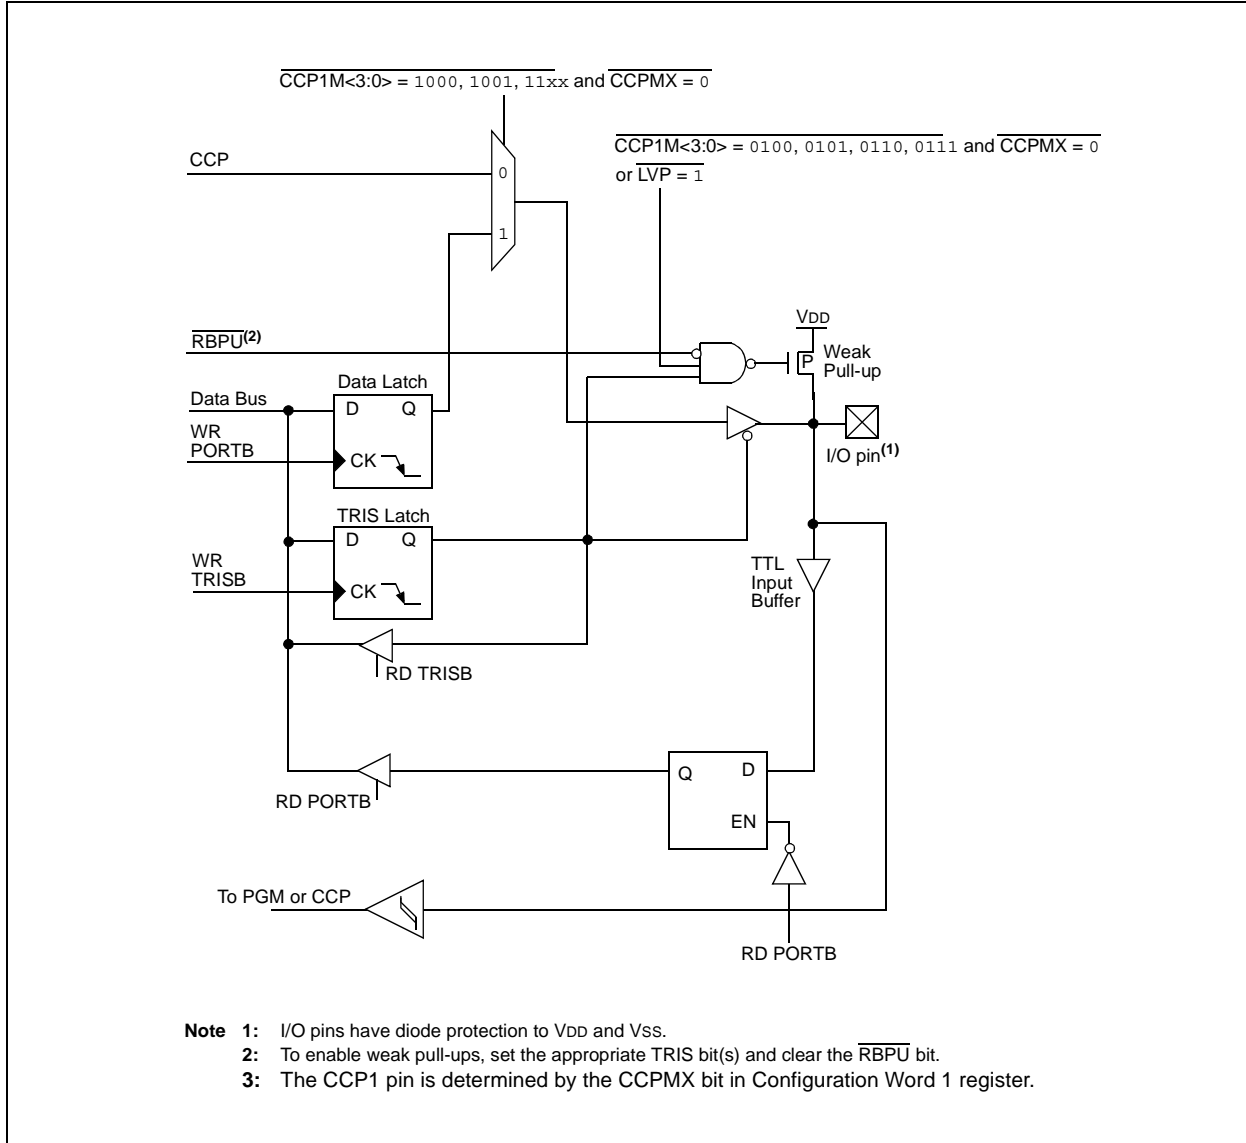 CCP1M<3:0> = 1000, 1001, 11xx and CCPMX = 0
CCP1M<3:0> = 0100, 0101, 0110, 0111 and CCPMX = 0
or LVP = 1
CCP
0
1
VDD
RBPU(2)
P
Weak
Pull-up
Data Latch
Data Bus
D Q
WR
PORTB
CK
I/O pin(1)
TRIS Latch
D Q
WR
TRISB
CK
TTL
Input
Buffer
RD TRISB
Q D
EN
RD PORTB
To PGM or CCP
RD PORTB
Note 1: I/O pins have diode protection to VDD and VSS.
2: To enable weak pull-ups, set the appropriate TRIS bit(s) and clear the RBPU bit.
3: The CCP1 pin is determined by the CCPMX bit in Configuration Word 1 register.